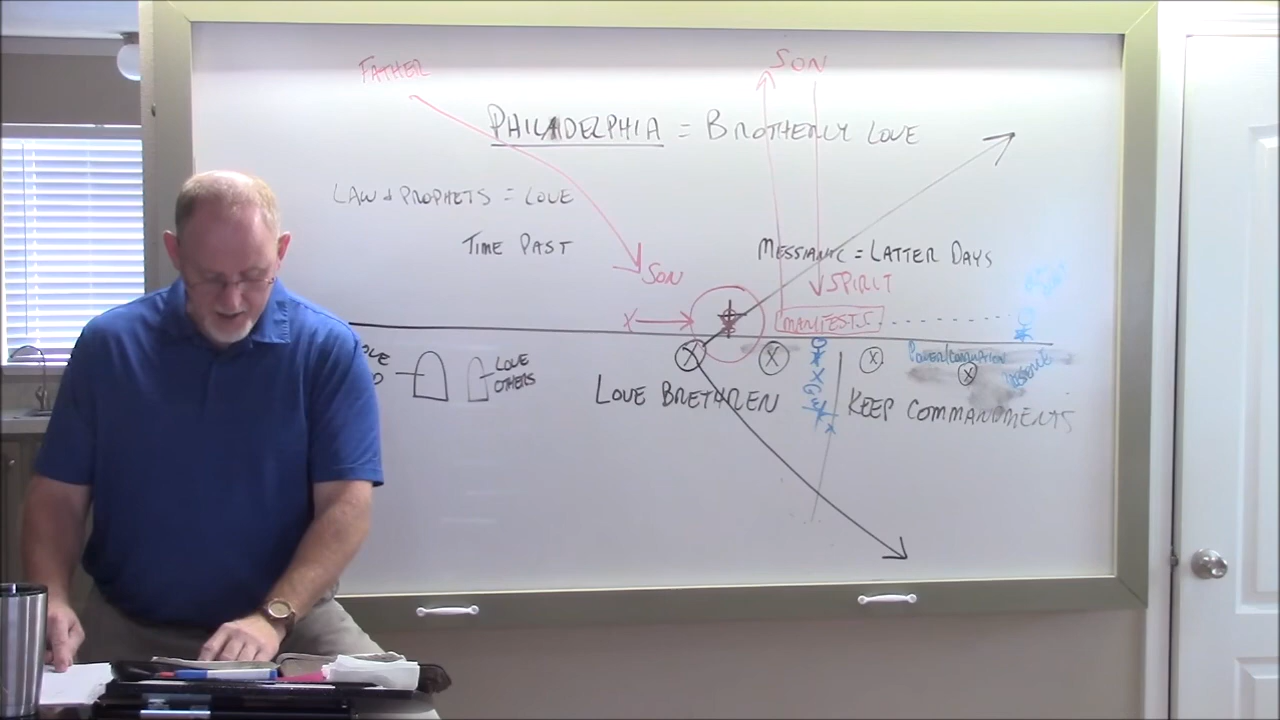 FATHER
SON
PHILADELPHIA = BROTHERLY LOVE
LAW & PROPHETS = LOVE
TIME PAST
MESSIANIC = LATTER DAYS
SON
SPIRIT
X
MANIFESTS
X
X
X
X
LOVE
OTHERS
LOVE BRETHREN
KEEP COMMANDMENTS